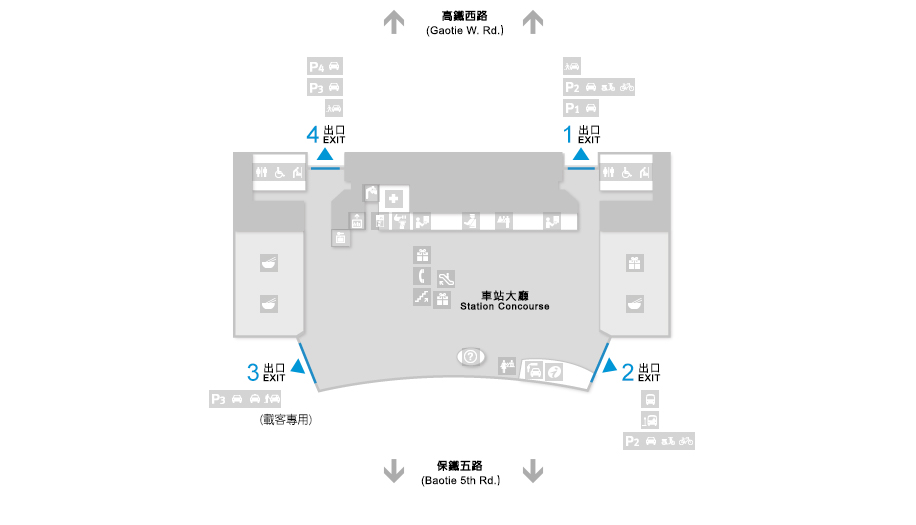 高鐵西路
(Gaotie W. Rd.)
P4
P3
P2
P1
4 出口 EXIT
1 出口 EXIT
車站大廳
Station Concourse
3 出口 EXIT
2 出口 EXIT
P3
(載客專用)
P2
保鐵五路
(Baotie 5th Rd.)